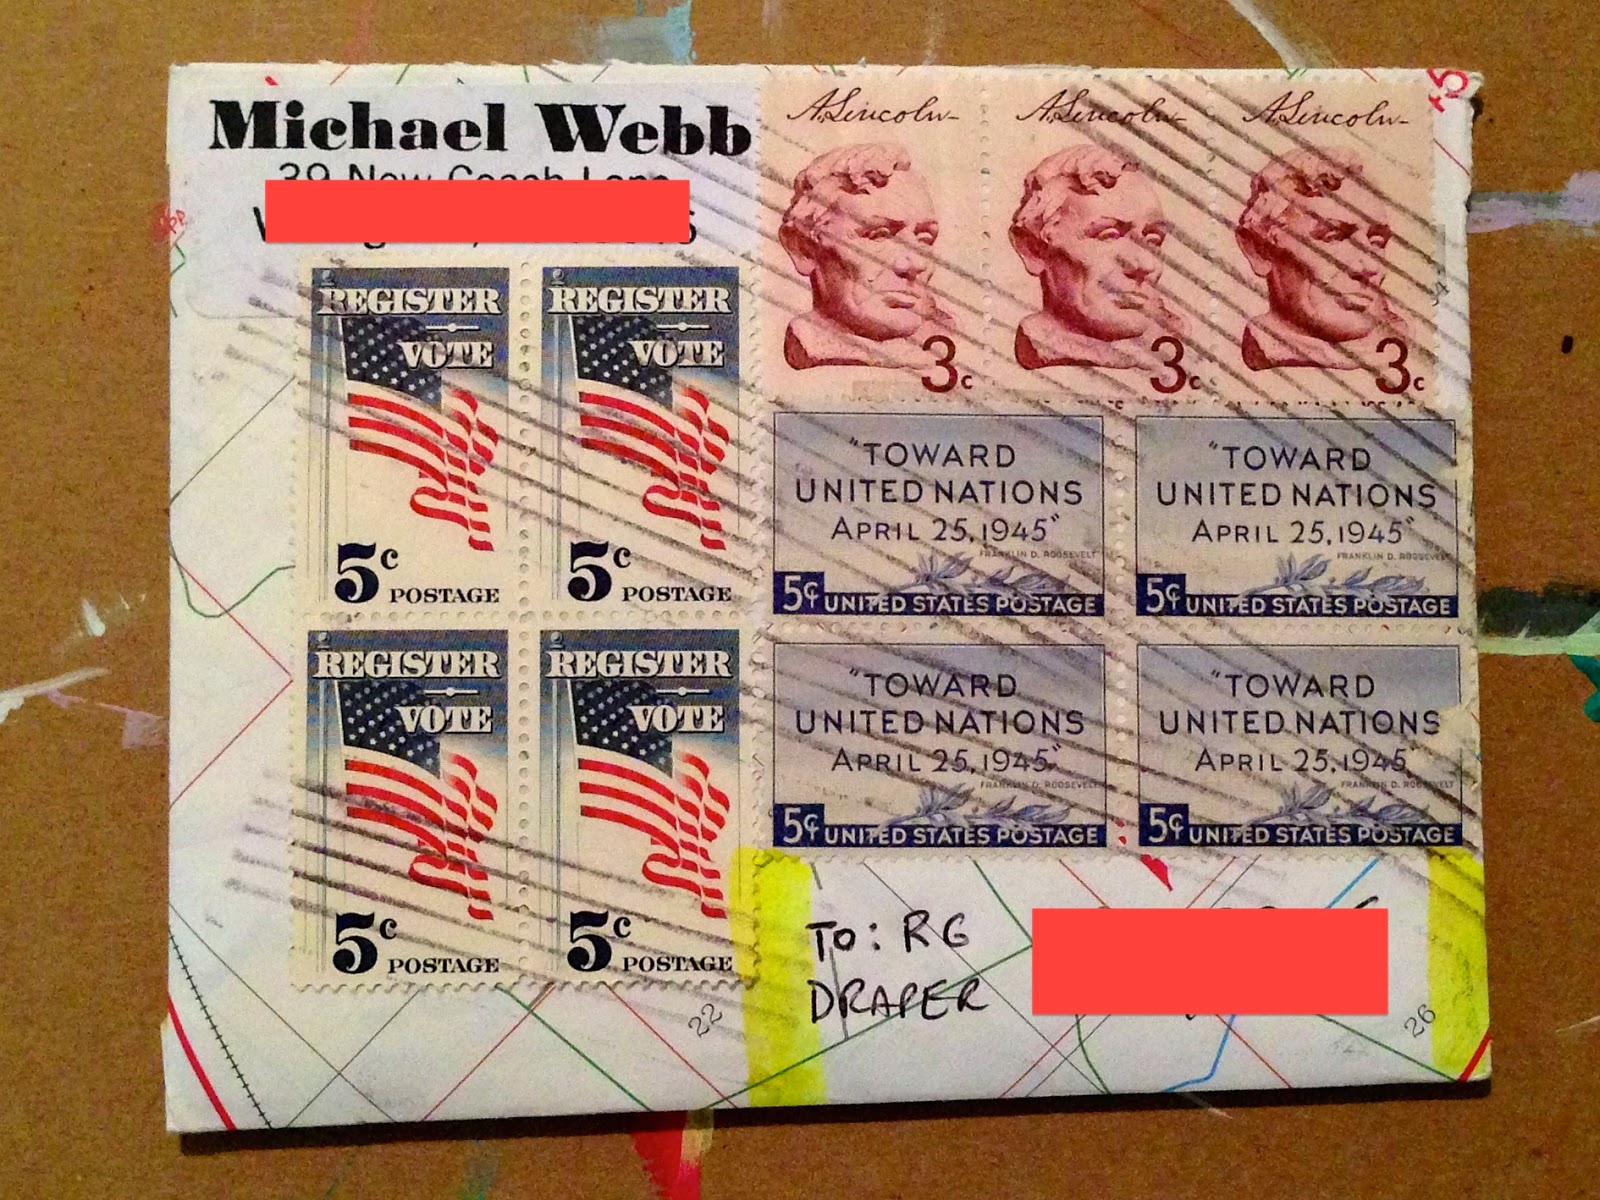 Michael Webb
A. Lincoln
A. Lincoln
A. Lincoln
3c
3c
3c
REGISTER
VOTE
5c POSTAGE
REGISTER
VOTE
5c POSTAGE
"TOWARD
UNITED NATIONS
APRIL 25, 1945"
FRANKLIN D. ROOSEVELT
5¢ UNITED STATES POSTAGE
"TOWARD
UNITED NATIONS
APRIL 25, 1945"
FRANKLIN D. ROOSEVELT
5¢ UNITED STATES POSTAGE
REGISTER
VOTE
5c POSTAGE
REGISTER
VOTE
5c POSTAGE
"TOWARD
UNITED NATIONS
APRIL 25, 1945"
FRANKLIN D. ROOSEVELT
5¢ UNITED STATES POSTAGE
"TOWARD
UNITED NATIONS
APRIL 25, 1945"
FRANKLIN D. ROOSEVELT
5¢ UNITED STATES POSTAGE
TO: RG
DRAPER
22
26